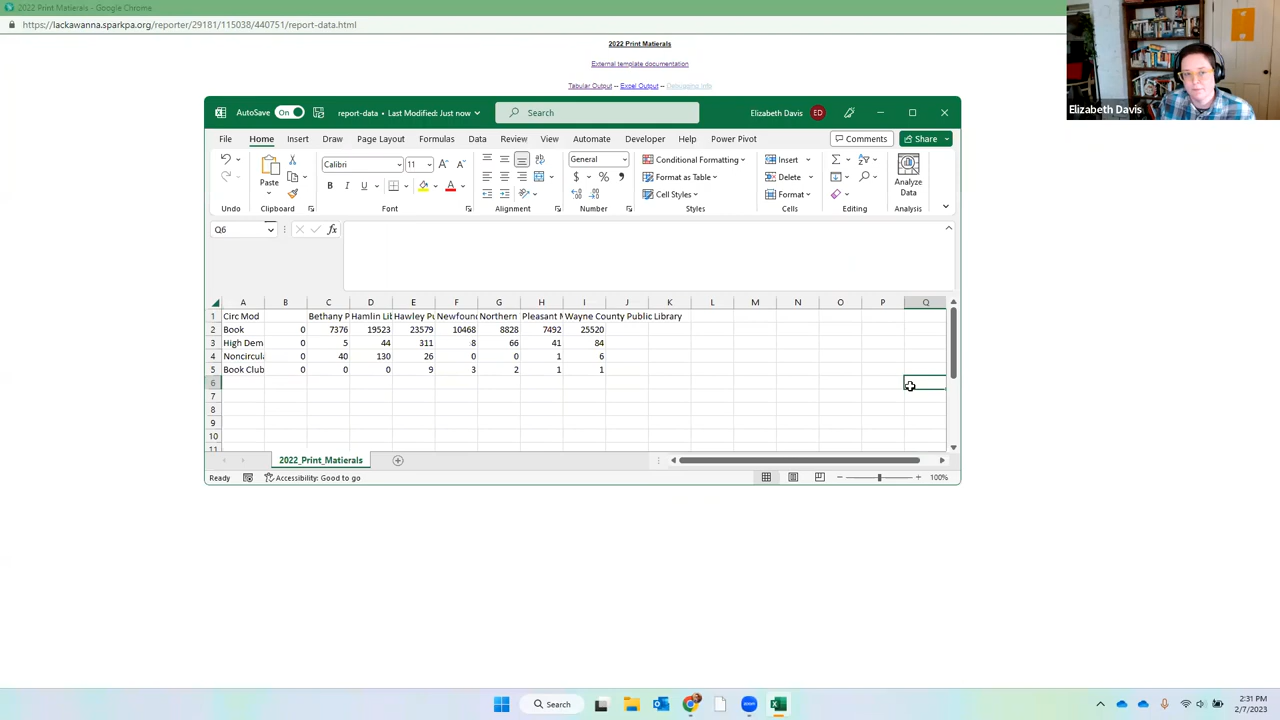 2022 Print Matierals - Google Chrome
https://lackawanna.sparkpa.org/reporter/29181/115038/440751/report-data.html
2022 Print Matierals
External template documentation
Tabular Output -- Excel Output -- Debugging Info
Elizabeth Davis
AutoSave On report-data • Last Modified: Just now Search Elizabeth Davis ED
File Home Insert Draw Page Layout Formulas Data Review View Automate Developer Help Power Pivot Comments Share
Paste Calibri 11 General Conditional Formatting Insert
B I U $ % Format as Table Delete Analyze Data
Cell Styles Format
Undo Clipboard Font Alignment Number Styles Cells Editing Analysis
Q6 fx
A B C D E F G H I J K L M N O P Q
1 Circ Mod Bethany P Hamlin Lib Hawley Pu Newfound Northern Pleasant M Wayne County Public Library
2 Book 0 7376 19523 23579 10468 8828 7492 25520
3 High Dem 0 5 44 311 8 66 41 84
4 Noncircula 0 40 130 26 0 0 1 6
5 Book Club 0 0 0 9 3 2 1 1
6
7
8
9
10
11
2022_Print_Matierals
Ready Accessibility: Good to go 100%
Search
2:31 PM
2/7/2023